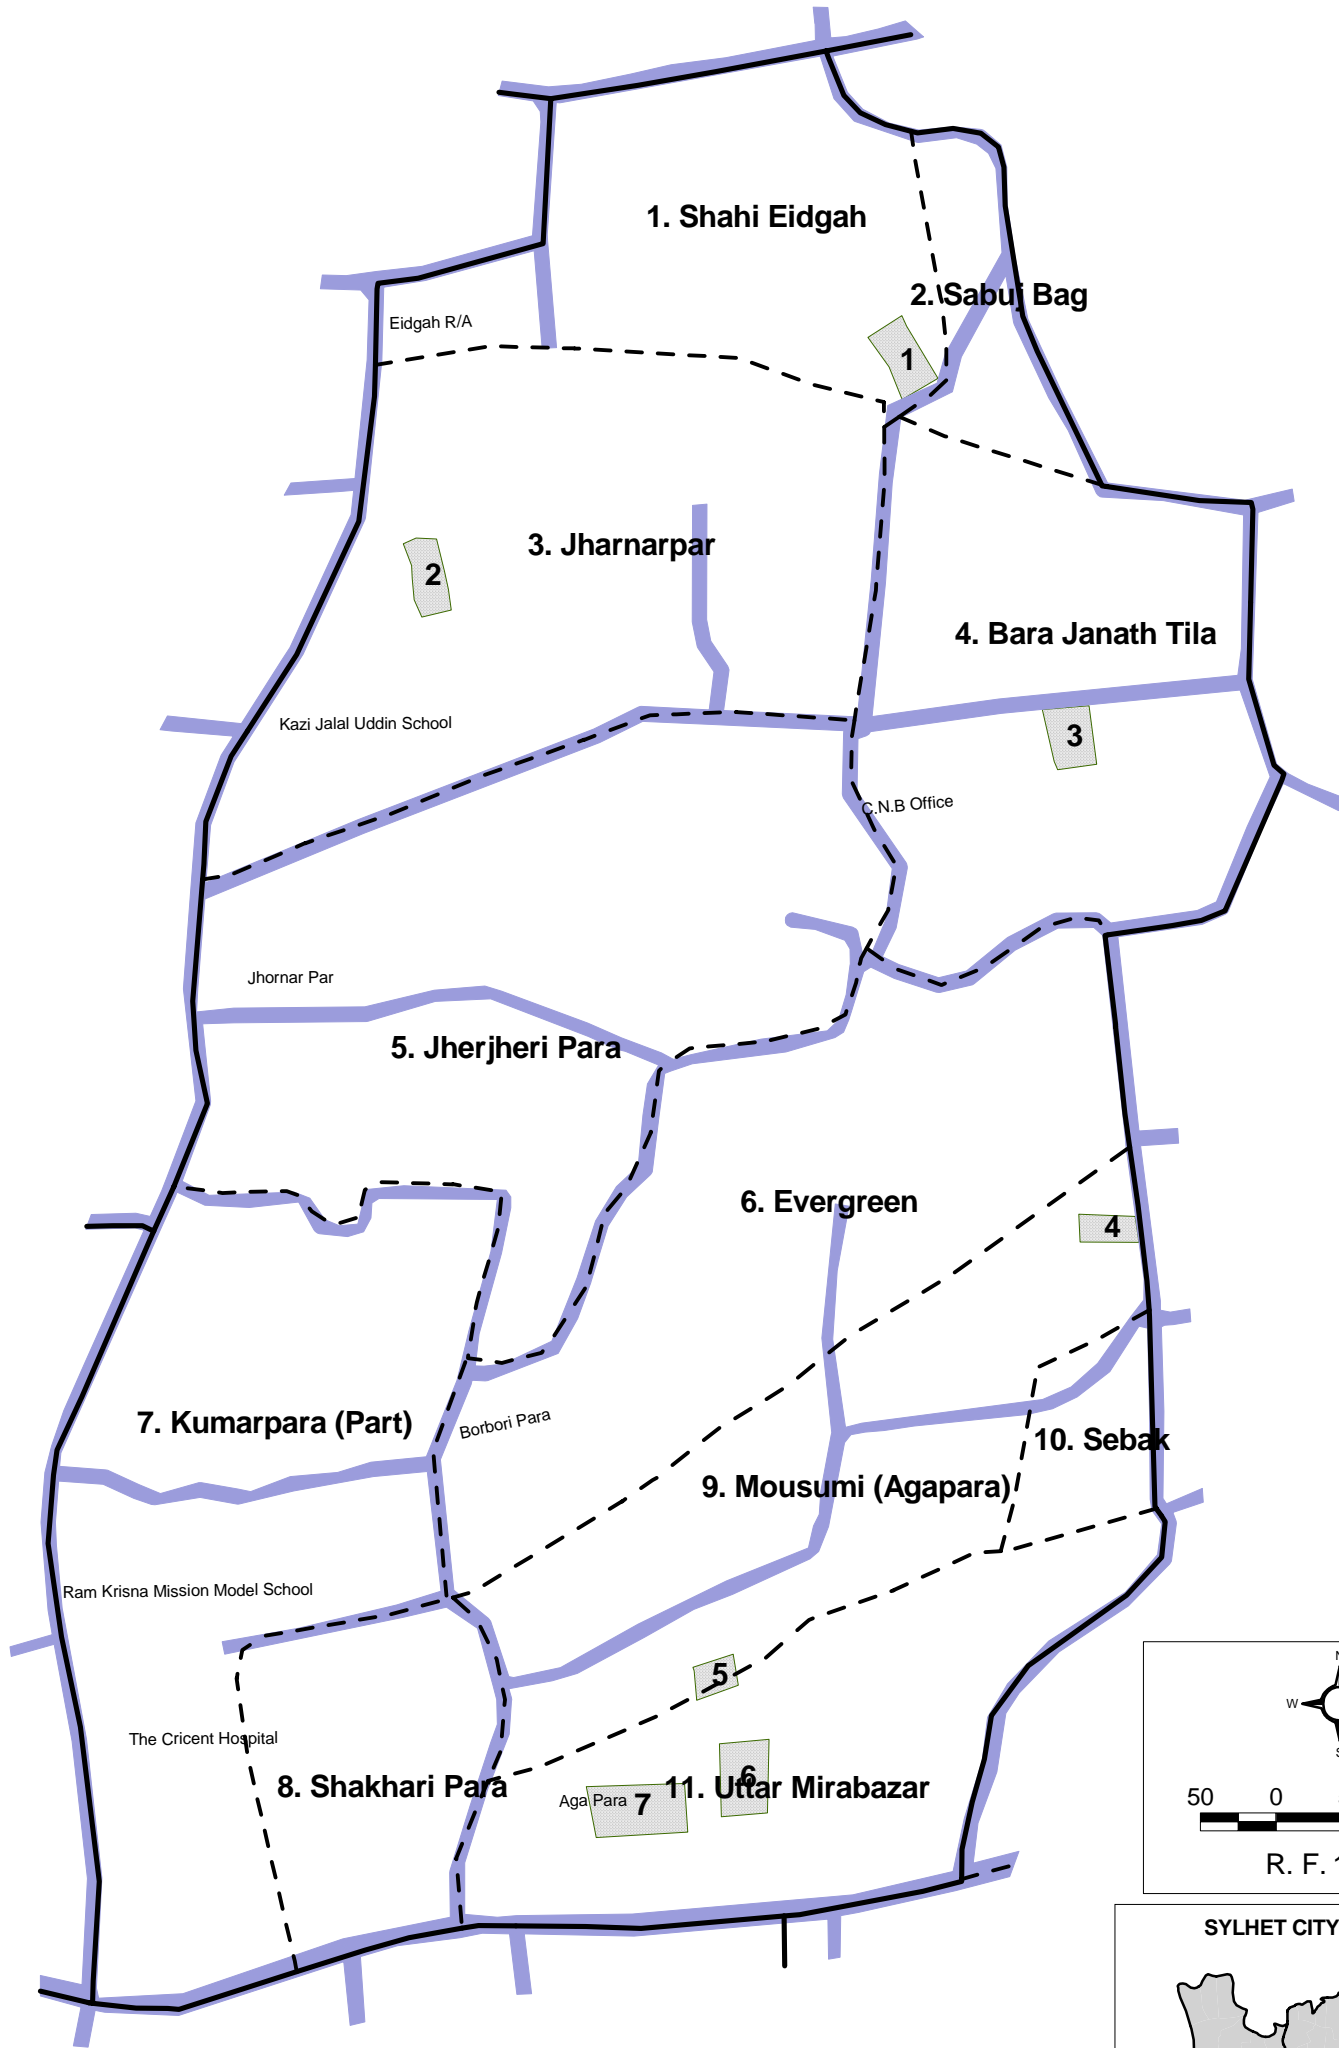 1. Shahi Eidgah
2. Sabuj Bag
Eidgah R/A
1
3. Jharnarpar
2
4. Bara Janath Tila
Kazi Jalal Uddin School
3
C.N.B Office
Jhornar Par
5. Jherjheri Para
6. Evergreen
4
7. Kumarpara (Part)
Borbori Para
10. Sebak
9. Mousumi (Agapara)
Ram Krisna Mission Model School
5
The Cricent Hospital
W
8. Shakhari Para
6
11. Uttar Mirabazar
Aga Para
7
50 0
R. F.
SYLHET CITY